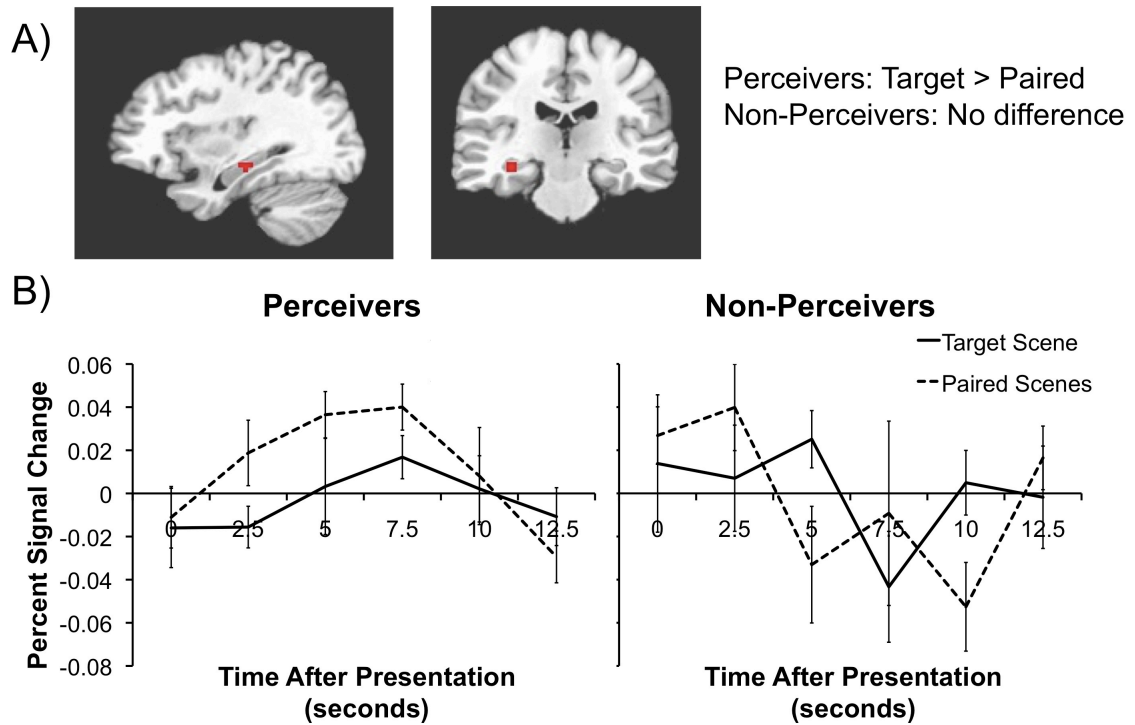 A)
Perceivers: Target > Paired
Non-Perceivers: No difference
B)
Perceivers
Non-Perceivers
Target Scene
Paired Scenes
Percent Signal Change
0.06
0.04
0.02
0
-0.02
-0.04
-0.06
-0.08
0 2.5 5 7.5 10 12.5
0 2.5 5 7.5 10 12.5
Time After Presentation
(seconds)
Time After Presentation
(seconds)